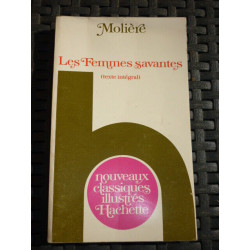 Molière
Les Femmes savantes
(texte intégral)
nouveaux
classiques
illustrés
Hachette